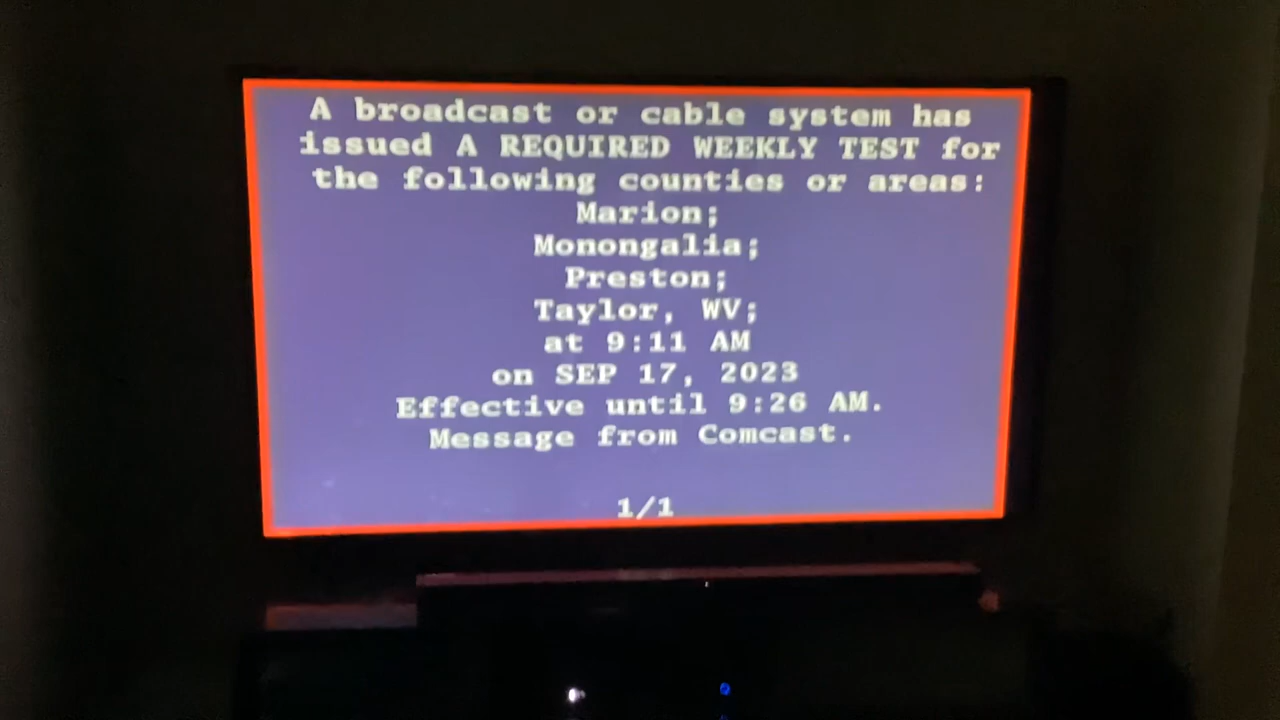 A broadcast or cable system has
issued A REQUIRED WEEKLY TEST for
the following counties or areas:
Marion;
Monongalia;
Preston;
Taylor, WV;
at 9:11 AM
on SEP 17, 2023
Effective until 9:26 AM.
Message from Comcast.
1/1